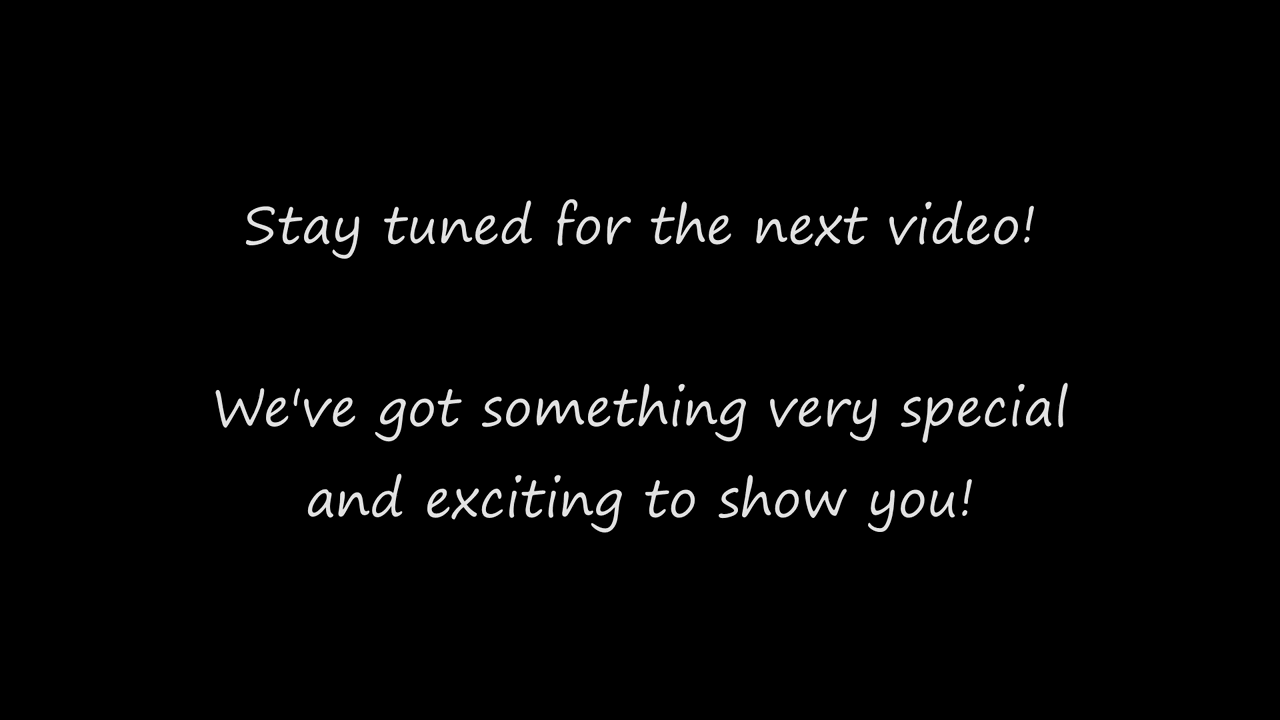 Stay tuned for the next video!
We've got something very special
and exciting to show you!